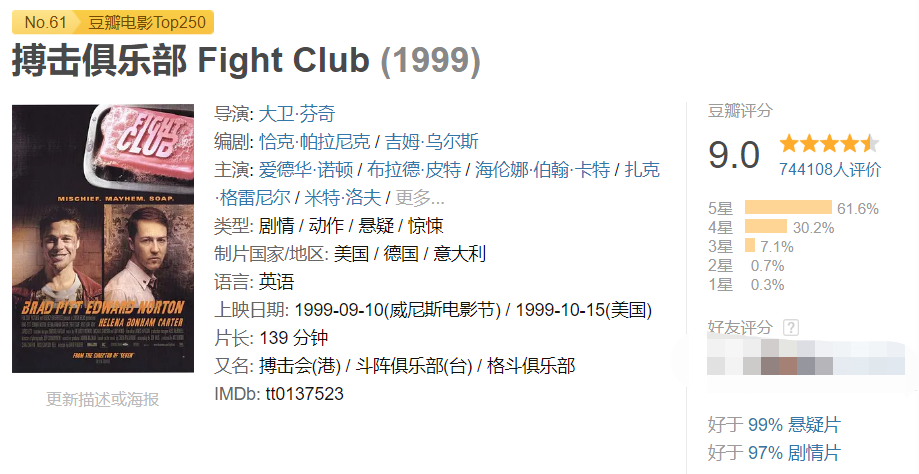 No.61 豆瓣电影Top250
搏击俱乐部 Fight Club (1999)
FIGHT CLUB
MISCHIEF. MAYHEM. SOAP.
BRAD PITT EDWARD NORTON
HELENA BONHAM CARTER
更新描述或海报
导演: 大卫·芬奇
编剧: 恰克·帕拉尼克 / 吉姆·乌尔斯
主演: 爱德华·诺顿 / 布拉德·皮特 / 海伦娜·伯翰·卡特 / 扎克
·格雷尼尔 / 米特·洛夫 / 更多...
类型: 剧情 / 动作 / 悬疑 / 惊悚
制片国家/地区: 美国 / 德国 / 意大利
语言: 英语
上映日期: 1999-09-10(威尼斯电影节) / 1999-10-15(美国)
片长: 139 分钟
又名: 搏击会(港) / 斗阵俱乐部(台) / 格斗俱乐部
IMDb: tt0137523
豆瓣评分
9.0
744108人评价
5星 61.6%
4星 30.2%
3星 7.1%
2星 0.7%
1星 0.3%
好友评分 ?
好于 99% 悬疑片
好于 97% 剧情片